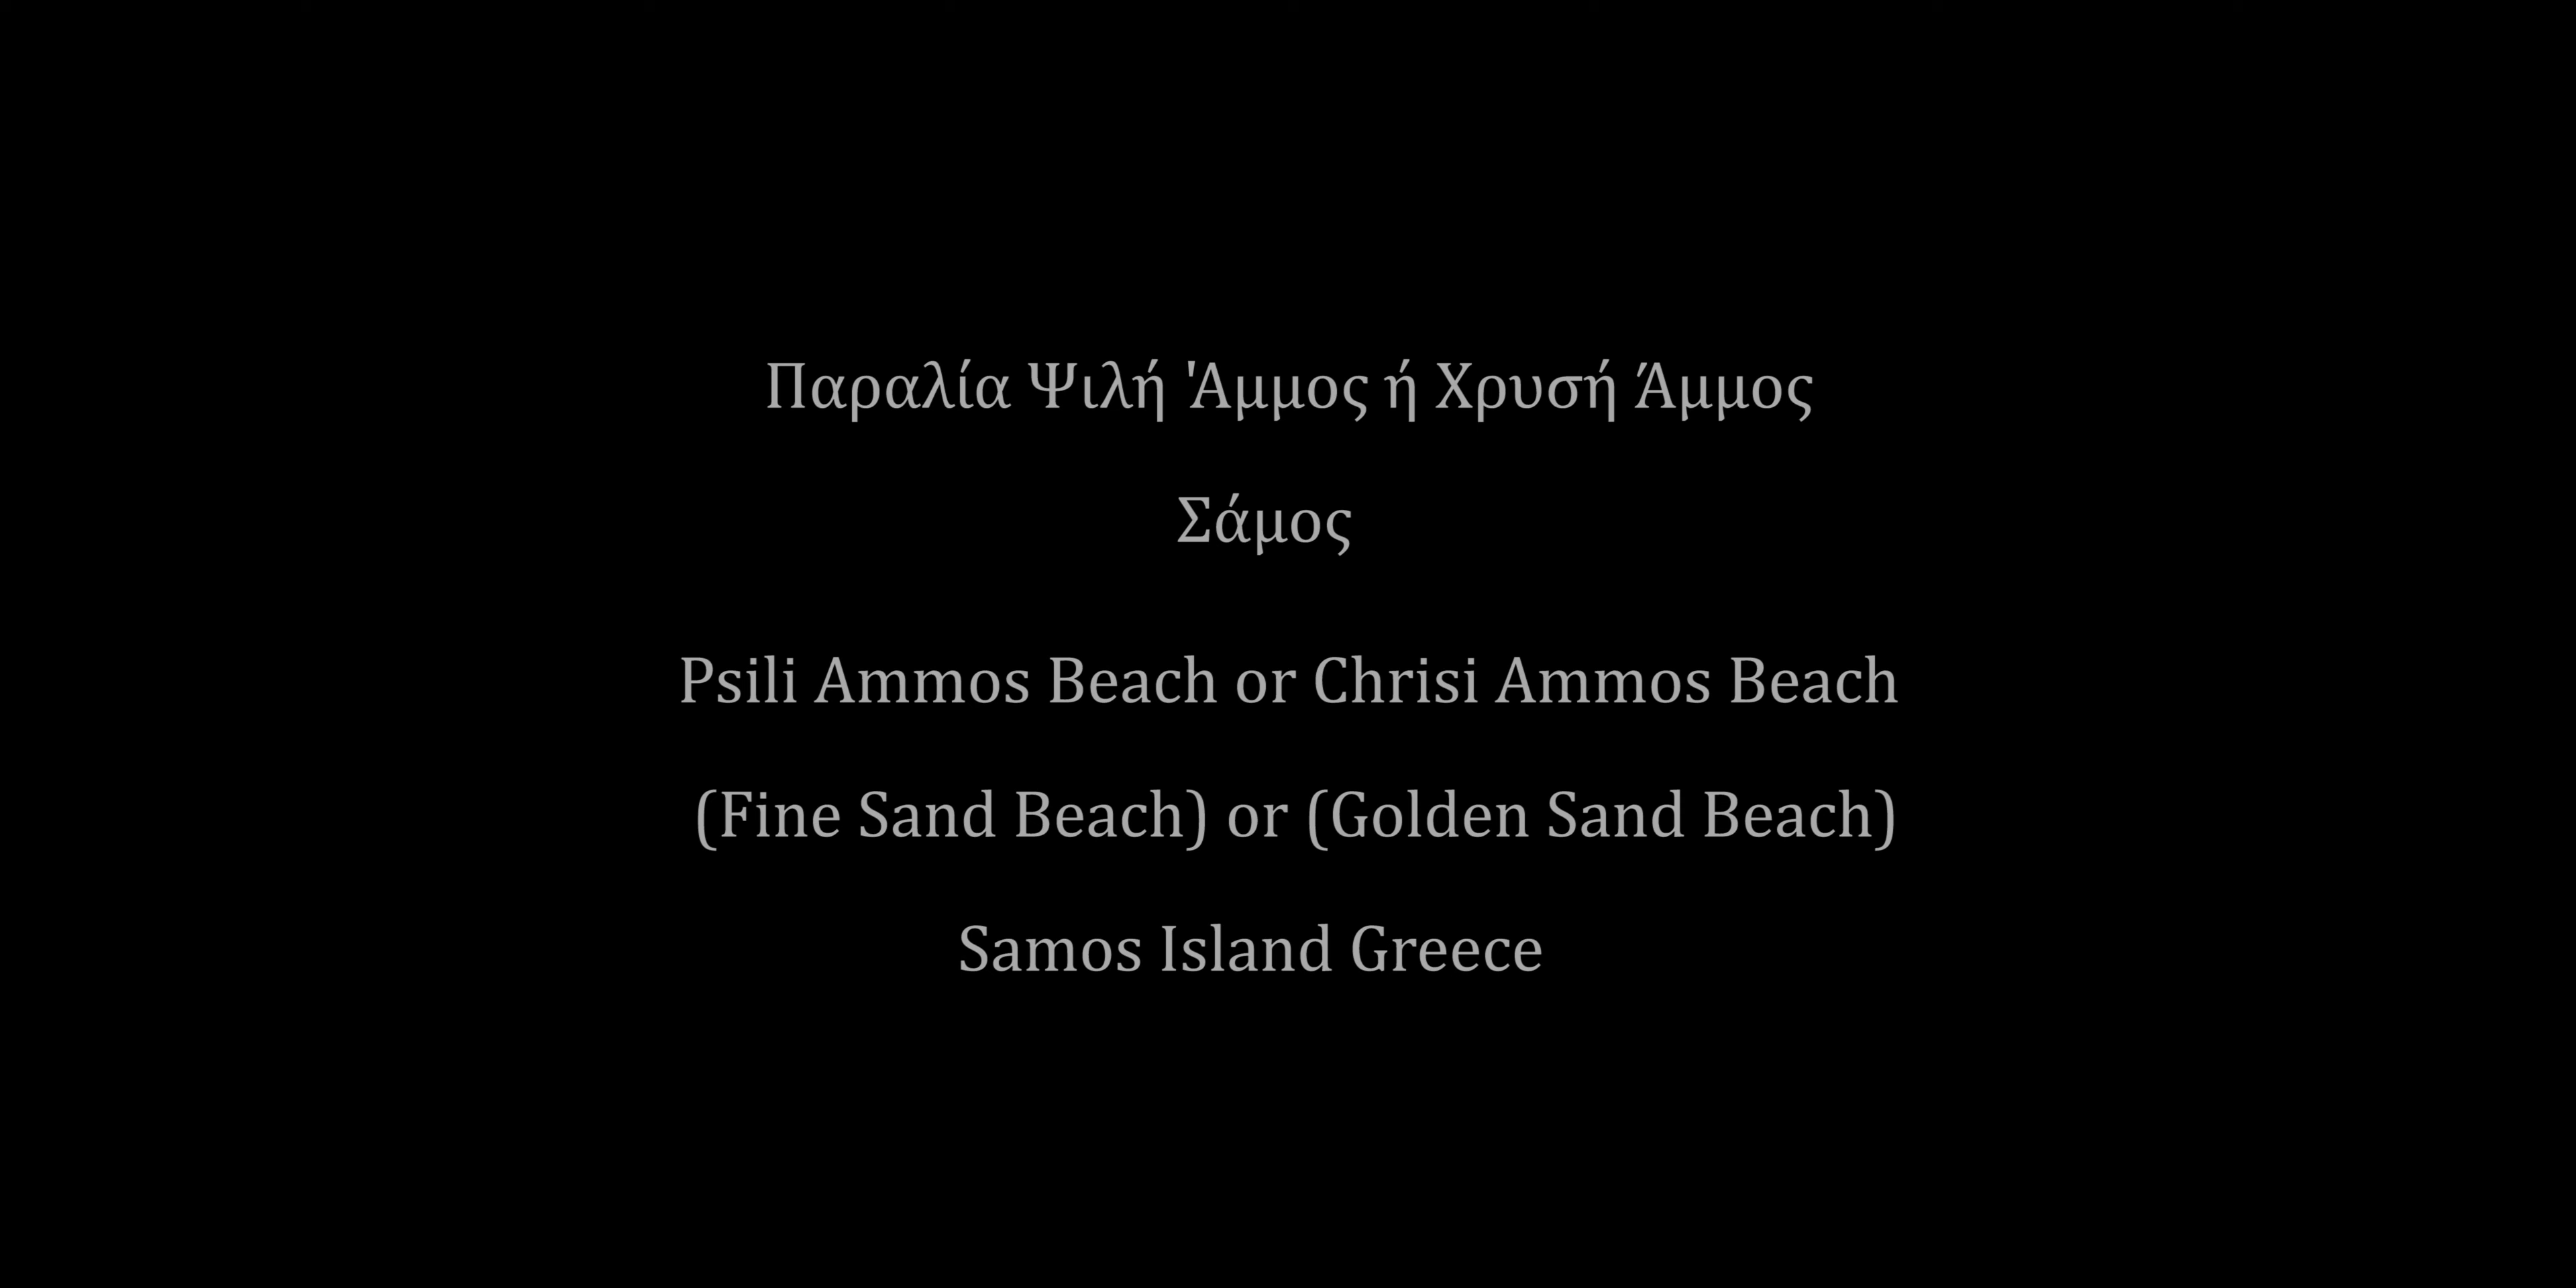 Παραλία Ψιλή Άμμος ή Χρυσή Άμμος
Σάμος
Psili Ammos Beach or Chrisi Ammos Beach
(Fine Sand Beach) or (Golden Sand Beach)
Samos Island Greece